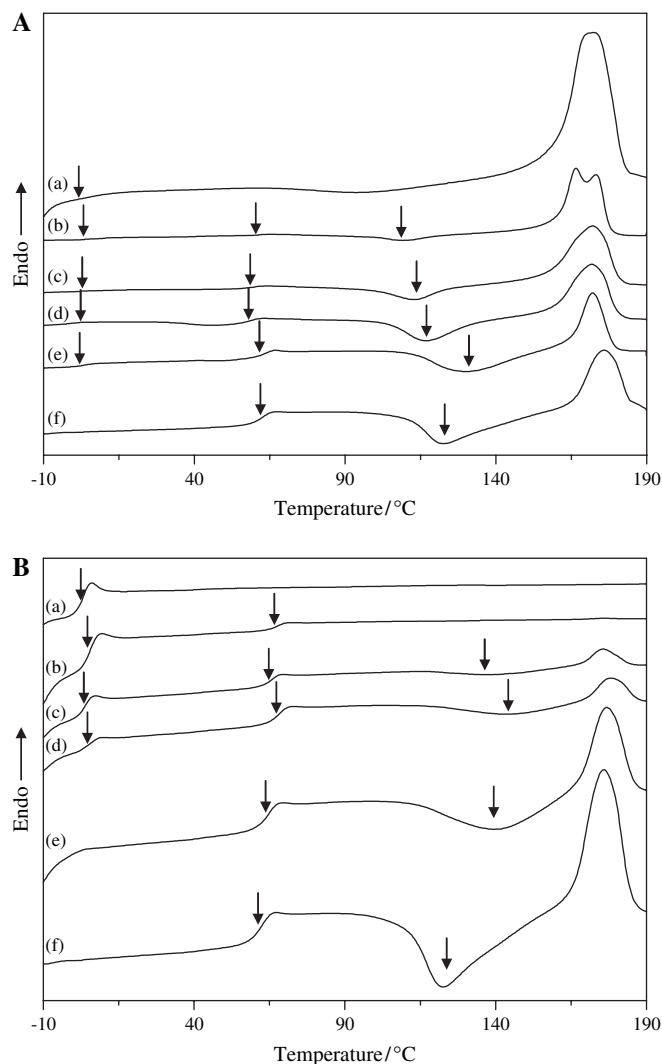 A
(a)
(b)
(c)
(d)
(e)
(f)
Endo
-10 40 90 140 190
Temperature/°C
B
(a)
(b)
(c)
(d)
(e)
(f)
Endo
-10 40 90 140 190
Temperature/°C